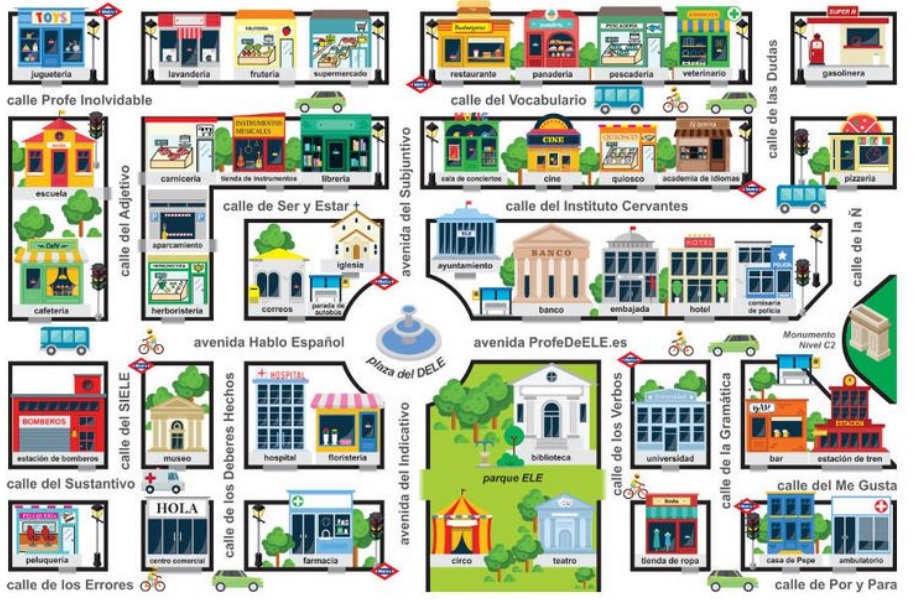 TOYS
juguetería
lavandería
FRUTERÍA
frutería
supermercado
restaurante
panadería
PESCADERÍA
pescadería
veterinario
SUPER Ñ
gasolinera
calle Profe Inolvidable
calle del Vocabulario
calle de las Dudas
escuela
calle del Adjetivo
carnicería
INSTRUMENTOS
MUSICALES
tienda de instrumentos
librería
avenida del Subjuntivo
MUSIC
sala de conciertos
CINE
cine
QUIOSCO
quiosco
academia de idiomas
pizzería
calle de Ser y Estar
calle del Instituto Cervantes
calle de la Ñ
P
P
aparcamiento
iglesia
ELE
ayuntamiento
BANCO
HOTEL
POLICÍA
Café
cafetería
herboristería
correos
parada de
autobús
banco
embajada
hotel
comisaría
de policía
avenida Hablo Español
plaza del DELE
avenida ProfeDeELE.es
Monumento
Nivel C2
BOMBEROS
estación de bomberos
calle del SIELE
museo
calle de los Deberes Hechos
HOSPITAL
hospital
floristería
avenida del Indicativo
biblioteca
parque ELE
calle de los Verbos
Universidad
universidad
calle de la Gramática
BAR
bar
ESTACIÓN
estación de tren
calle del Sustantivo
calle del Me Gusta
peluquería
HOLA
centro comercial
farmacia
circo
teatro
tienda de ropa
casa de Pepe
ambulatorio
calle de los Errores
calle de Por y Para